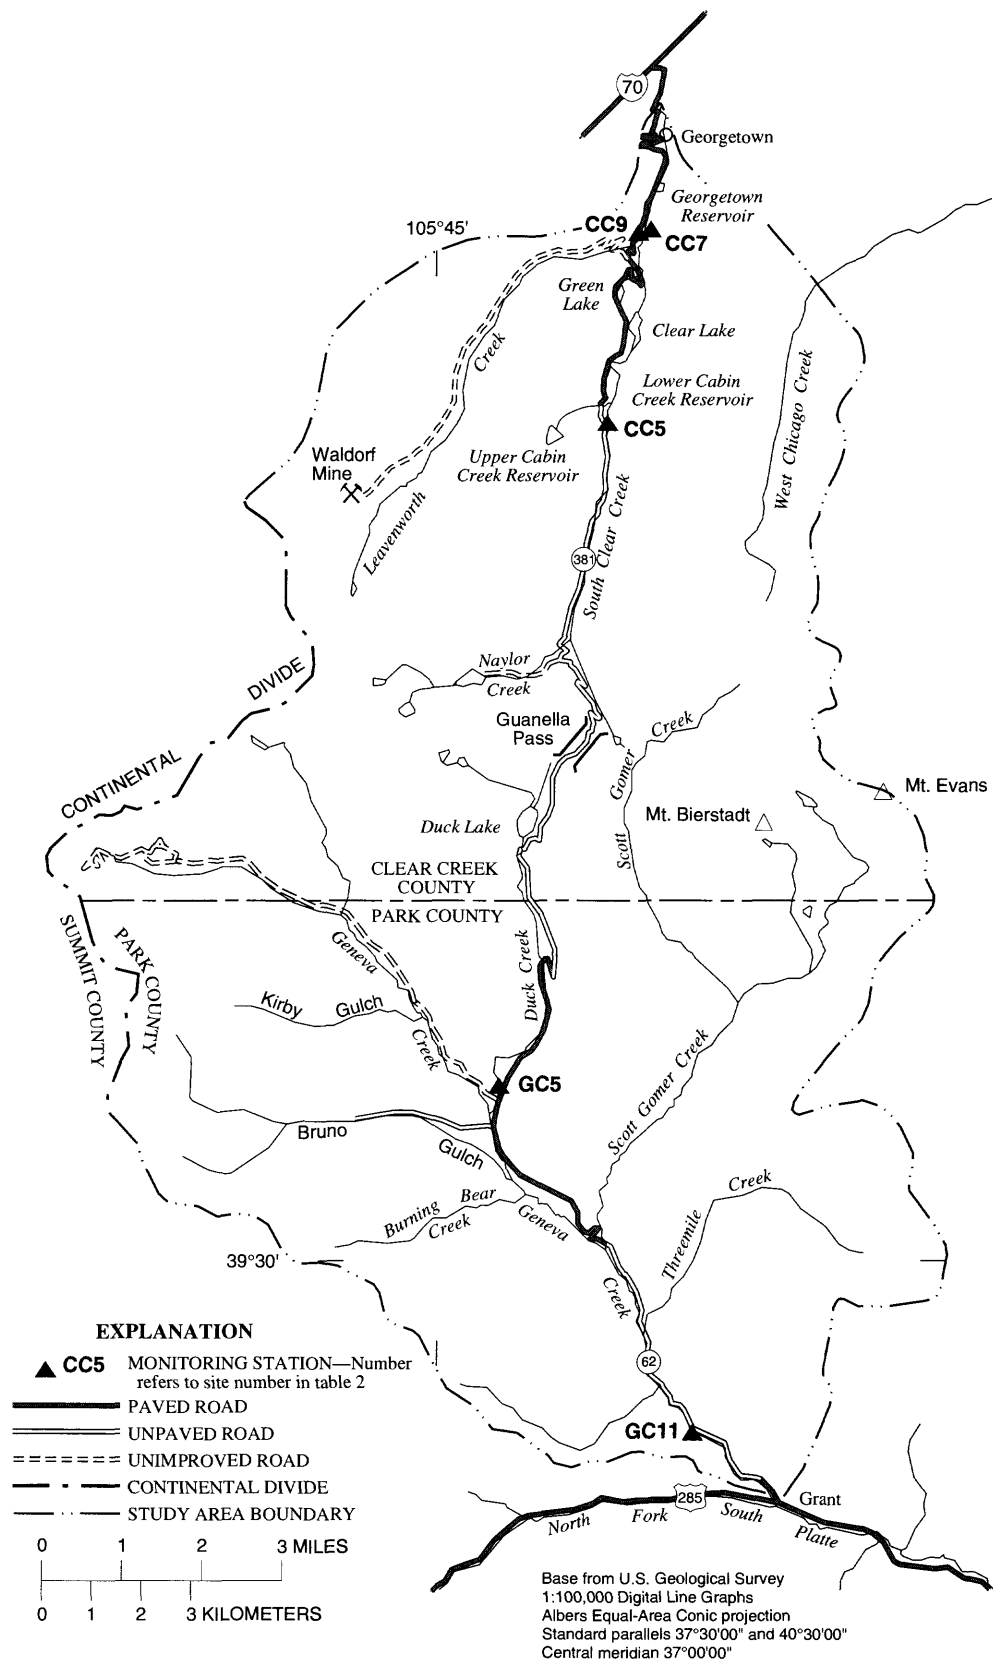 70
Georgetown
Georgetown
Reservoir
105°45'
CC9
CC7
Green
Lake
Clear Lake
Creek
Lower Cabin
Creek Reservoir
West Chicago Creek
CC5
Waldorf
Mine
Upper Cabin
Creek Reservoir
Leavenworth
South Clear Creek
381
Naylor
Creek
DIVIDE
Guanella
Pass
Creek
Gomer
Scott
CONTINENTAL
Mt. Evans
Mt. Bierstadt
Duck Lake
CLEAR CREEK
COUNTY
PARK COUNTY
SUMMIT COUNTY
PARK COUNTY
Geneva
Duck Creek
Kirby Gulch
Creek
Scott Gomer Creek
GC5
Bruno
Gulch
Burning Bear
Creek
Geneva
Creek
Threemile
Creek
39°30'
62
EXPLANATION
CC5 MONITORING STATION—Number
refers to site number in table 2
PAVED ROAD
UNPAVED ROAD
UNIMPROVED ROAD
CONTINENTAL DIVIDE
STUDY AREA BOUNDARY
0 1 2 3 MILES
0 1 2 3 KILOMETERS
GC11
285
Grant
North Fork South Platte
Base from U.S. Geological Survey
1:100,000 Digital Line Graphs
Albers Equal-Area Conic projection
Standard parallels 37°30'00" and 40°30'00"
Central meridian 37°00'00"